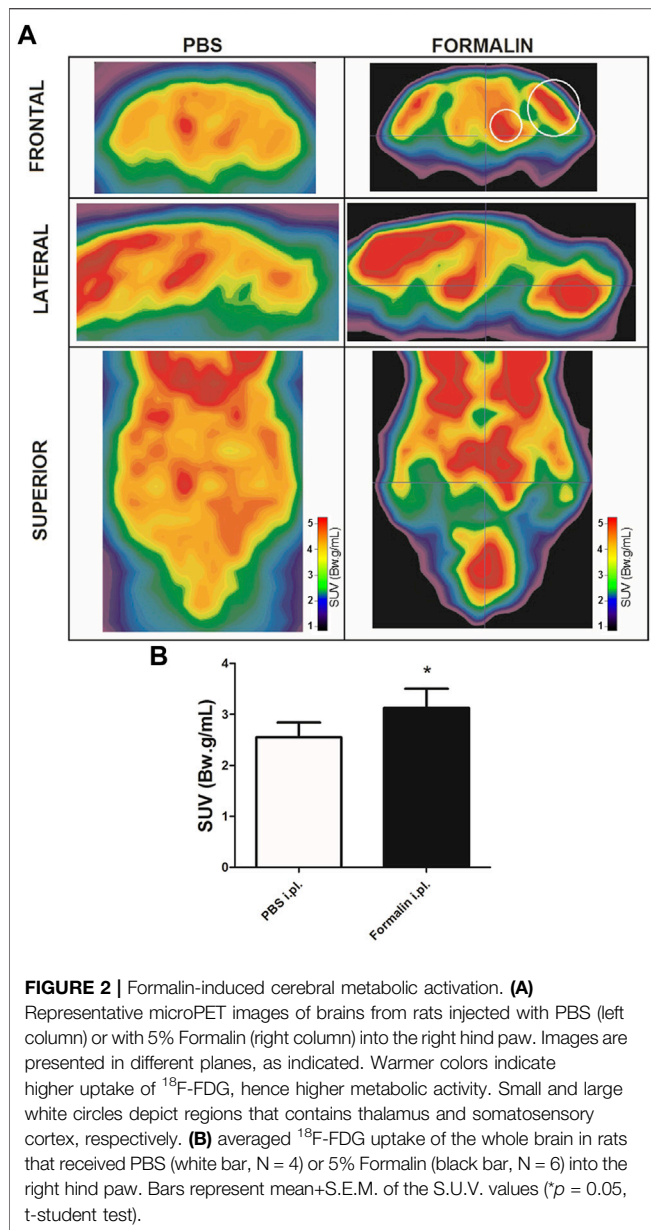 A
PBS
FORMALIN
FRONTAL
LATERAL
SUPERIOR
5
4
3
2
1
SUV (Bw.g/mL)
5
4
3
2
1
SUV (Bw.g/mL)
B
4
3
2
1
0
SUV (Bw.g/mL)
*
PBS i.pl.
Formalin i.pl.
FIGURE 2 | Formalin-induced cerebral metabolic activation. (A)
Representative microPET images of brains from rats injected with PBS (left
column) or with 5% Formalin (right column) into the right hind paw. Images are
presented in different planes, as indicated. Warmer colors indicate
higher uptake of ¹⁸F-FDG, hence higher metabolic activity. Small and large
white circles depict regions that contains thalamus and somatosensory
cortex, respectively. (B) averaged ¹⁸F-FDG uptake of the whole brain in rats
that received PBS (white bar, N = 4) or 5% Formalin (black bar, N = 6) into the
right hind paw. Bars represent mean+S.E.M. of the S.U.V. values (*p = 0.05,
t-student test).